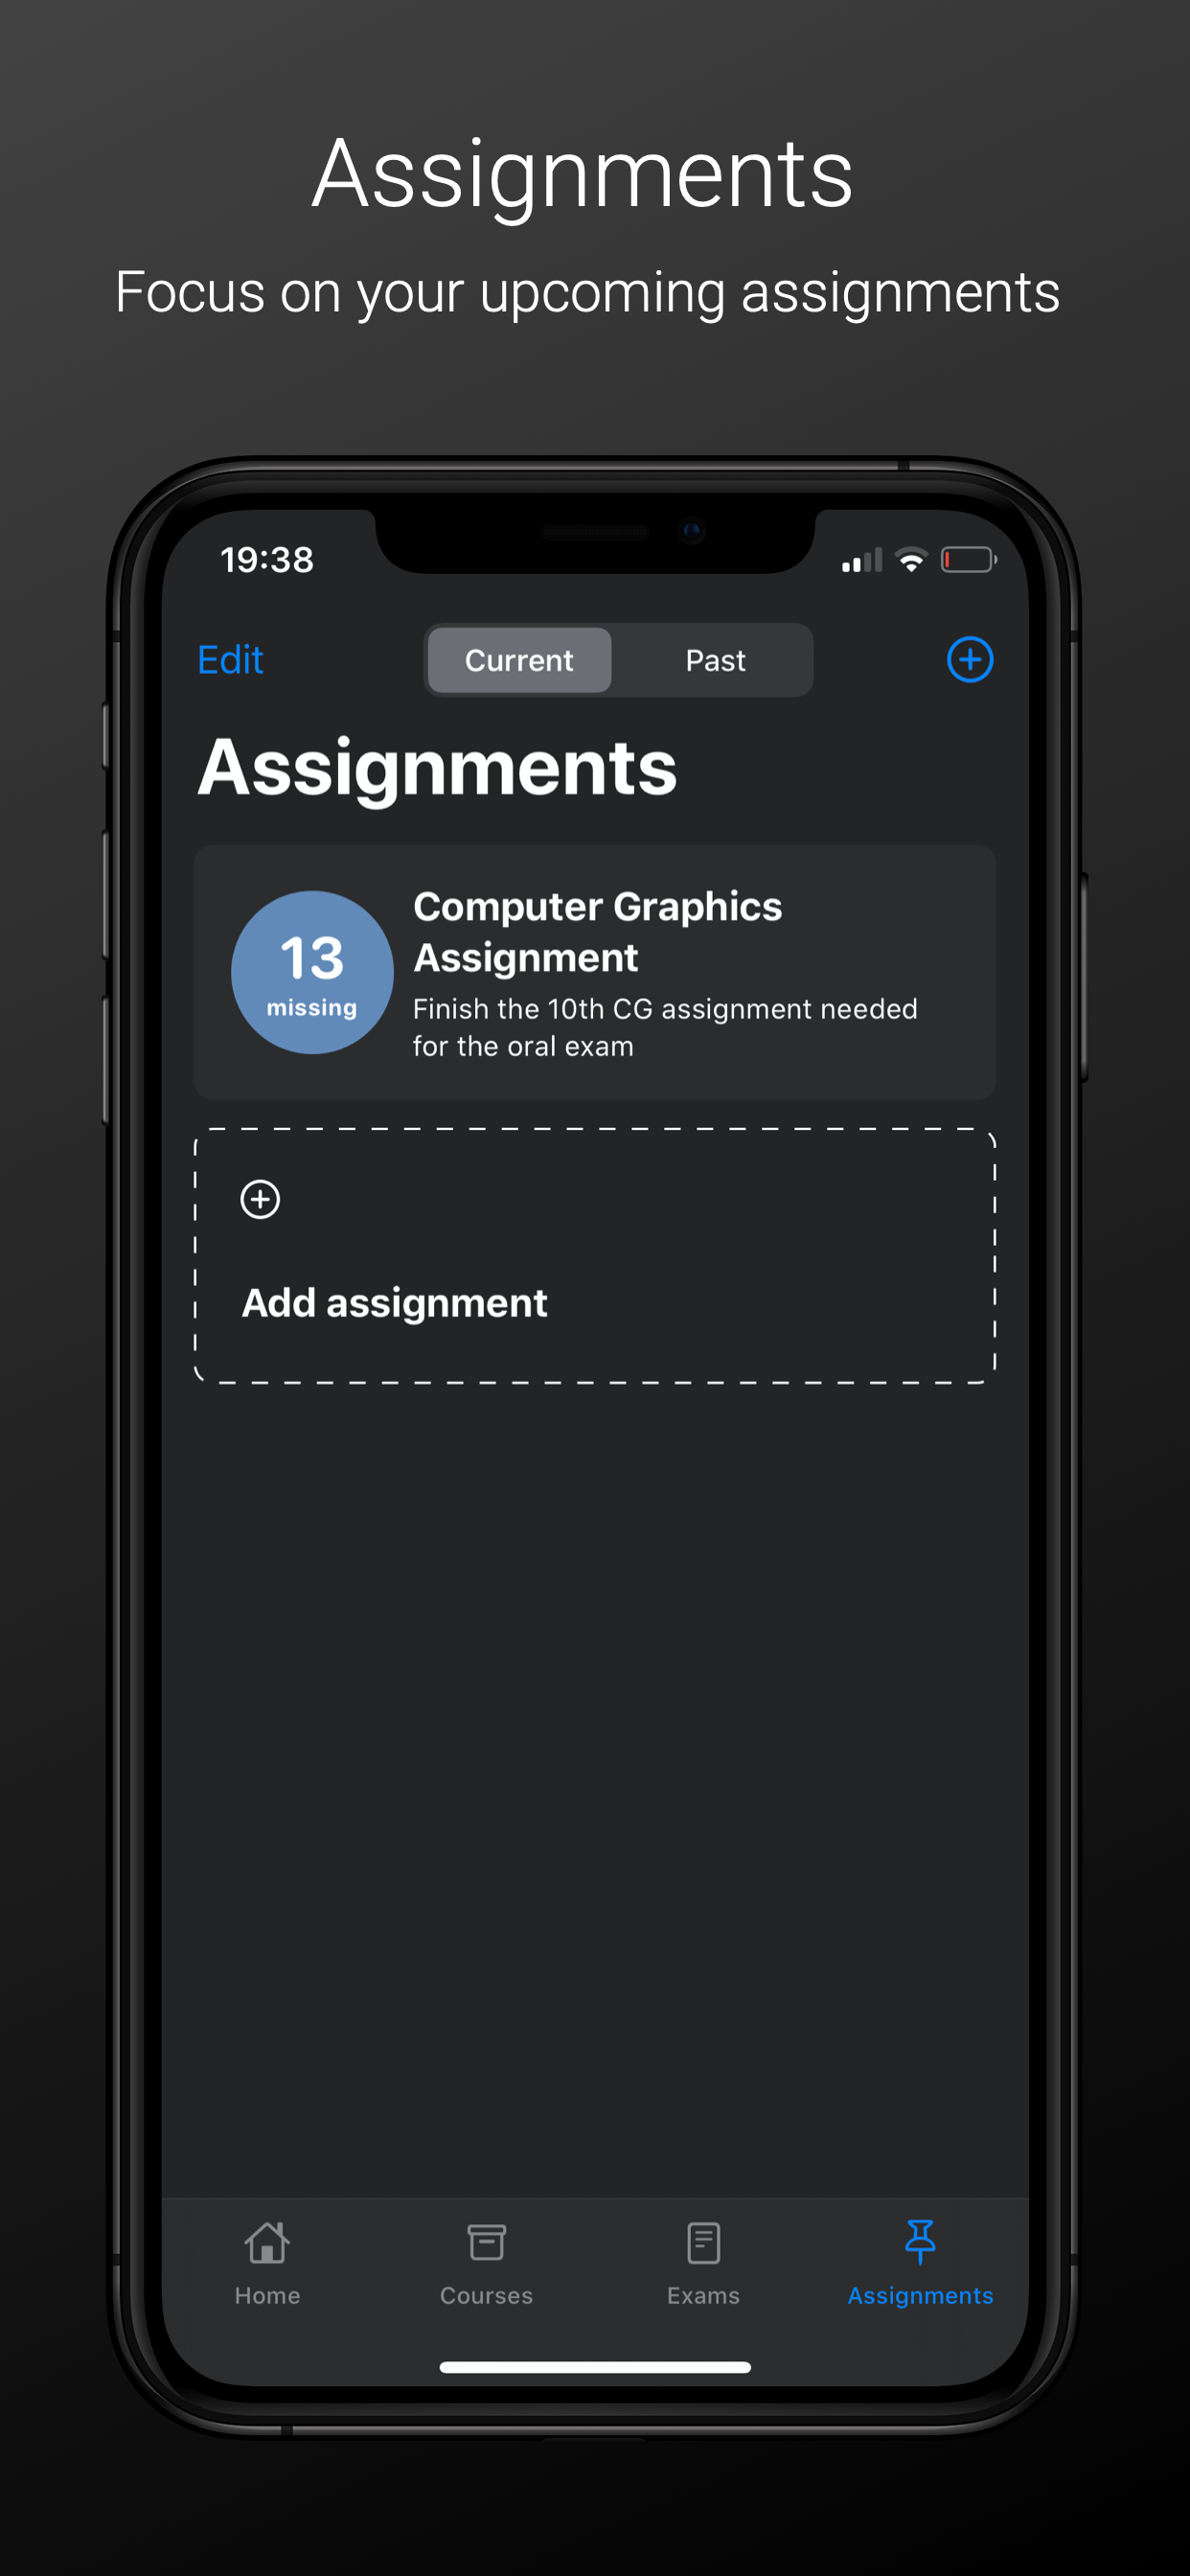 Assignments
Focus on your upcoming assignments
19:38
Edit
Current
Past
Assignments
13
missing
Computer Graphics
Assignment
Finish the 10th CG assignment needed
for the oral exam
Add assignment
Home
Courses
Exams
Assignments